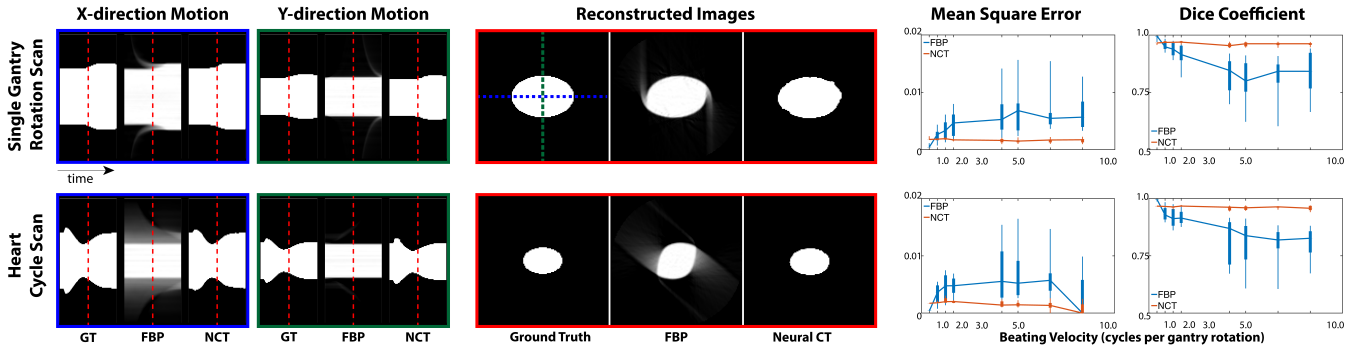 X-direction Motion
Y-direction Motion
Reconstructed Images
Mean Square Error
Dice Coefficient
Single Gantry
Rotation Scan
time
0.02
0.01
0
FBP
NCT
1.0
2.0
3.0
5.0
10.0
1.0
0.75
0.5
FBP
NCT
1.0
2.0
3.0
5.0
10.0
Heart
Cycle Scan
GT
FBP
NCT
GT
FBP
NCT
Ground Truth
FBP
Neural CT
0.02
0.01
0
FBP
NCT
1.0
2.0
3.0
5.0
10.0
1.0
0.75
0.5
FBP
NCT
1.0
2.0
3.0
5.0
10.0
Beating Velocity (cycles per gantry rotation)